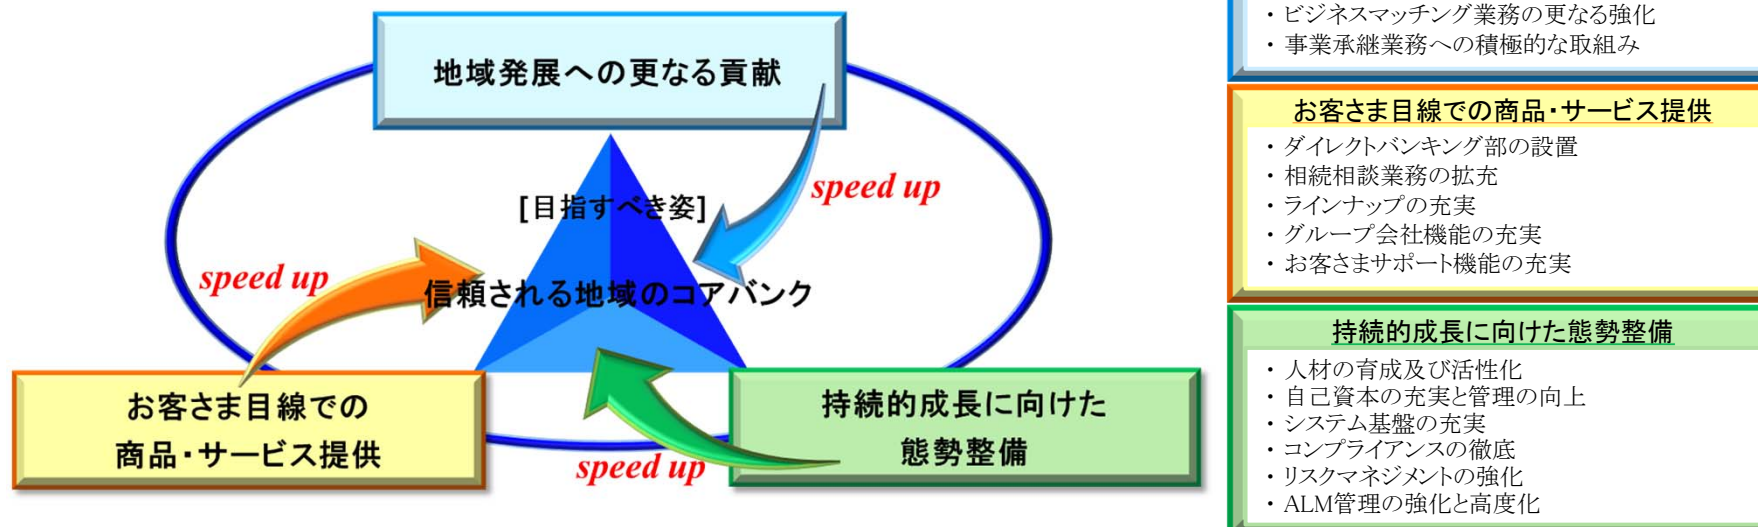 地域発展への更なる貢献
speed up
[目指すべき姿]
信頼される地域のコアバンク
speed up
お客さま目線での
商品・サービス提供
speed up
持続的成長に向けた
態勢整備
・ビジネスマッチング業務の更なる強化
・事業承継業務への積極的な取組み
お客さま目線での商品・サービス提供
・ダイレクトバンキング部の設置
・相続相談業務の拡充
・ラインナップの充実
・グループ会社機能の充実
・お客さまサポート機能の充実
持続的成長に向けた態勢整備
・人材の育成及び活性化
・自己資本の充実と管理の向上
・システム基盤の充実
・コンプライアンスの徹底
・リスクマネジメントの強化
・ALM管理の強化と高度化